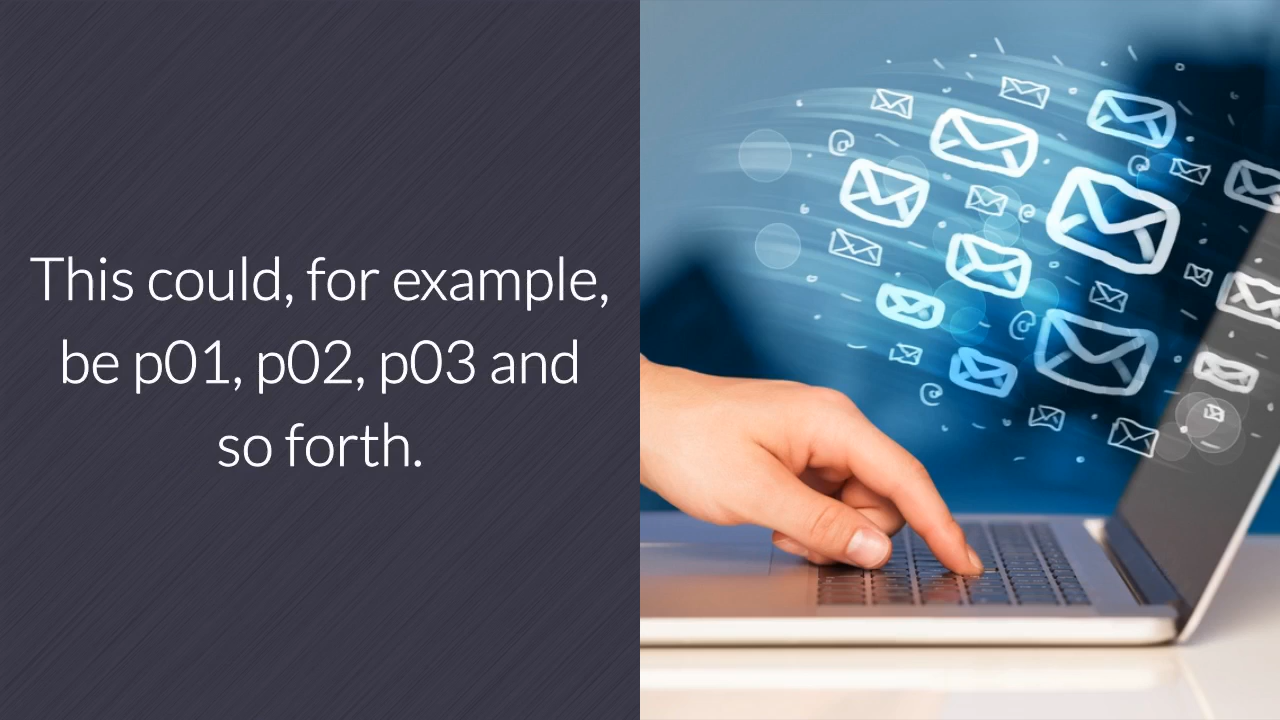 This could, for example,
be p01, p02, p03 and
so forth.